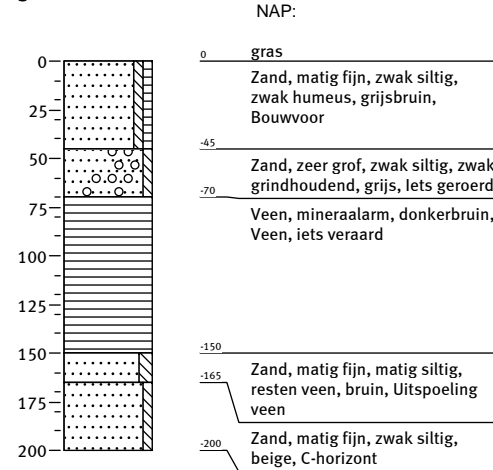 NAP:
0
25
50
75
100
125
150
175
200
0
gras
Zand, matig fijn, zwak siltig,
zwak humeus, grijsbruin,
Bouwvoor
-45
Zand, zeer grof, zwak siltig, zwak
grindhoudend, grijs, Iets geroerd
-70
Veen, mineraalarm, donkerbruin,
Veen, iets veraard
-150
Zand, matig fijn, matig siltig,
resten veen, bruin, Uitspoeling
veen
-165
Zand, matig fijn, zwak siltig,
beige, C-horizont
-200